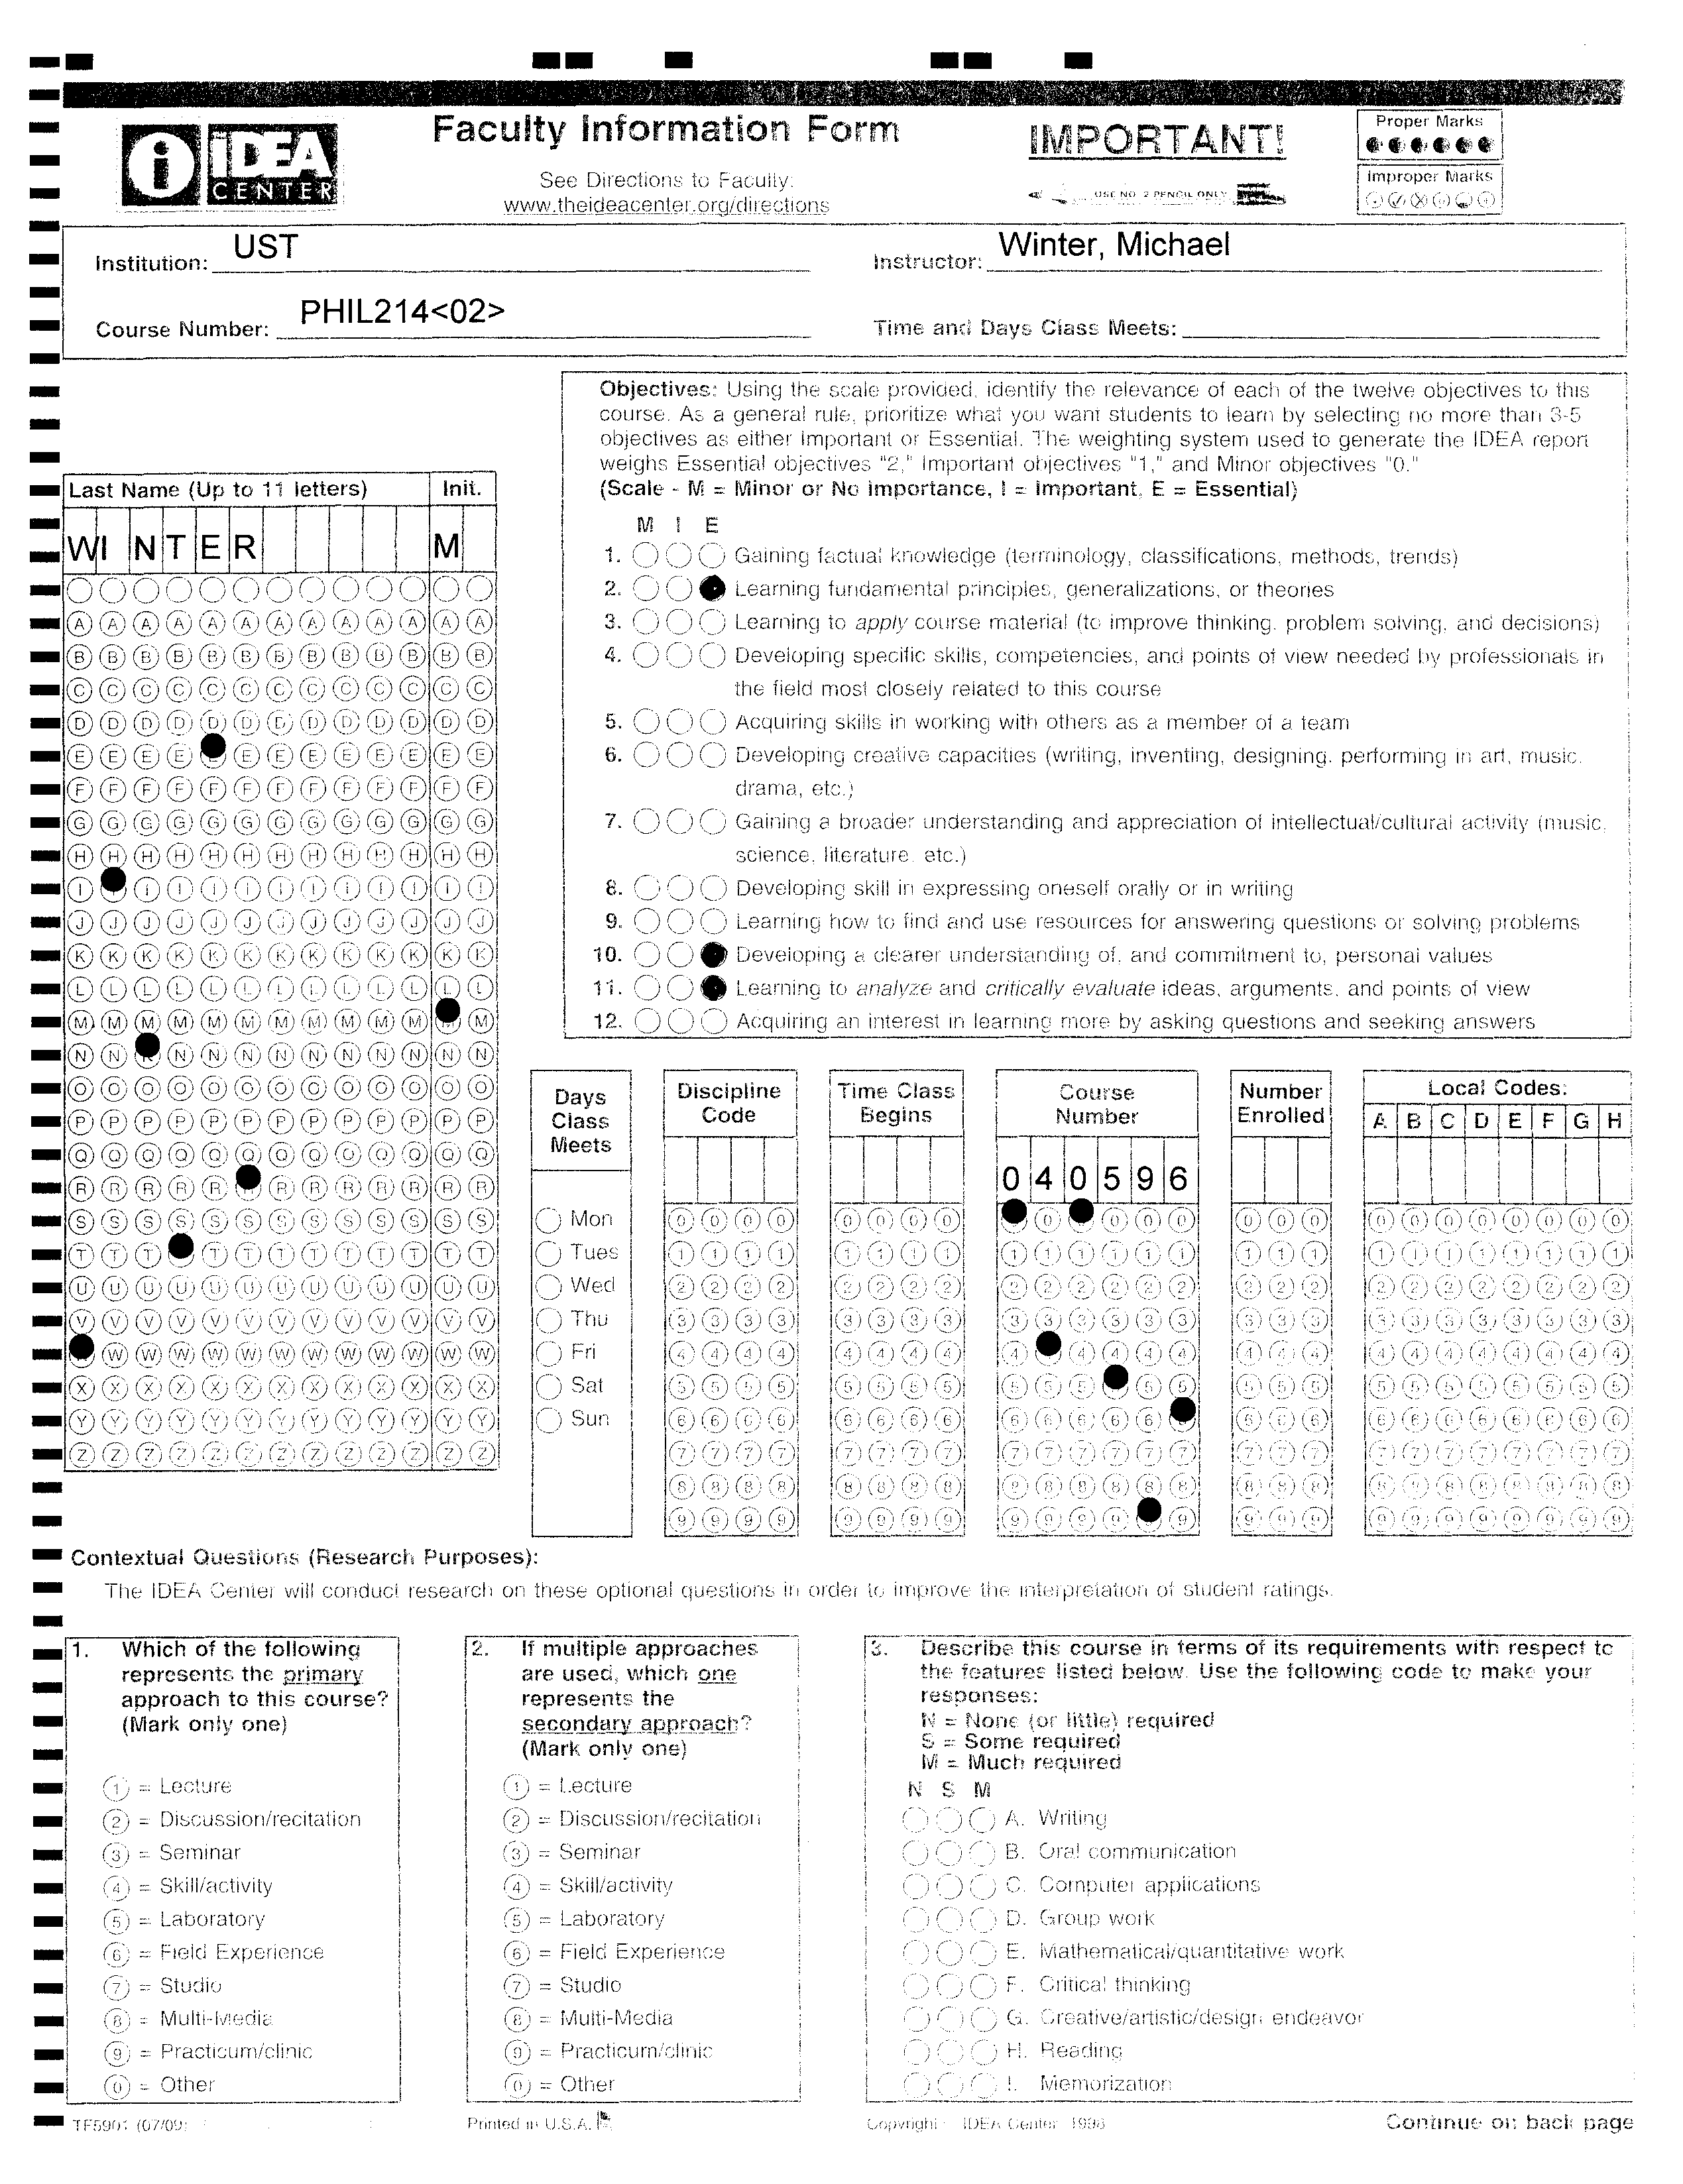 iDEA
CENTER
Faculty Information Form
See Directions to Faculty:
www.theideacenter.org/directions
IMPORTANT!
USE NO. 2 PENCIL ONLY
Proper Marks
Improper Marks
Institution: UST
Instructor: Winter, Michael
Course Number: PHIL214<02>
Time and Days Class Meets:
Objectives: Using the scale provided, identify the relevance of each of the twelve objectives to this
course. As a general rule, prioritize what you want students to learn by selecting no more than 3-5
objectives as either Important or Essential. The weighting system used to generate the IDEA report
weighs Essential objectives "2," Important objectives "1," and Minor objectives "0."
(Scale - M = Minor or No importance, I = Important, E = Essential)
M I E
1. Gaining factual knowledge (terminology, classifications, methods, trends)
2. Learning fundamental principles, generalizations, or theories
3. Learning to apply course material (to improve thinking, problem solving, and decisions)
4. Developing specific skills, competencies, and points of view needed by professionals in
the field most closely related to this course
5. Acquiring skills in working with others as a member of a team
6. Developing creative capacities (writing, inventing, designing, performing in art, music,
drama, etc.)
7. Gaining a broader understanding and appreciation of intellectual/cultural activity (music,
science, literature, etc.)
8. Developing skill in expressing oneself orally or in writing
9. Learning how to find and use resources for answering questions or solving problems
10. Developing a clearer understanding of, and commitment to, personal values
11. Learning to analyze and critically evaluate ideas, arguments, and points of view
12. Acquiring an interest in learning more by asking questions and seeking answers
Last Name (Up to 11 letters) Init.
WINTER M
Days
Class
Meets
Mon
Tues
Wed
Thu
Fri
Sat
Sun
Discipline
Code
Time Class
Begins
Course
Number
040596
Number
Enrolled
Local Codes:
A B C D E F G H
Contextual Questions (Research Purposes):
The IDEA Center will conduct research on these optional questions in order to improve the interpretation of student ratings.
1. Which of the following
represents the primary
approach to this course?
(Mark only one)
1 = Lecture
2 = Discussion/recitation
3 = Seminar
4 = Skill/activity
5 = Laboratory
6 = Field Experience
7 = Studio
8 = Multi-Media
9 = Practicum/clinic
0 = Other
2. If multiple approaches
are used, which one
represents the
secondary approach?
(Mark only one)
1 = Lecture
2 = Discussion/recitation
3 = Seminar
4 = Skill/activity
5 = Laboratory
6 = Field Experience
7 = Studio
8 = Multi-Media
9 = Practicum/clinic
0 = Other
3. Describe this course in terms of its requirements with respect to
the features listed below. Use the following code to make your
responses:
N = None (or little) required
S = Some required
M = Much required
N S M
A. Writing
B. Oral communication
C. Computer applications
D. Group work
E. Mathematical/quantitative work
F. Critical thinking
G. Creative/artistic/design endeavor
H. Reading
I. Memorization
TF5901 (07/09)
Printed in U.S.A.
Copyright IDEA Center 1998
Continue on back page